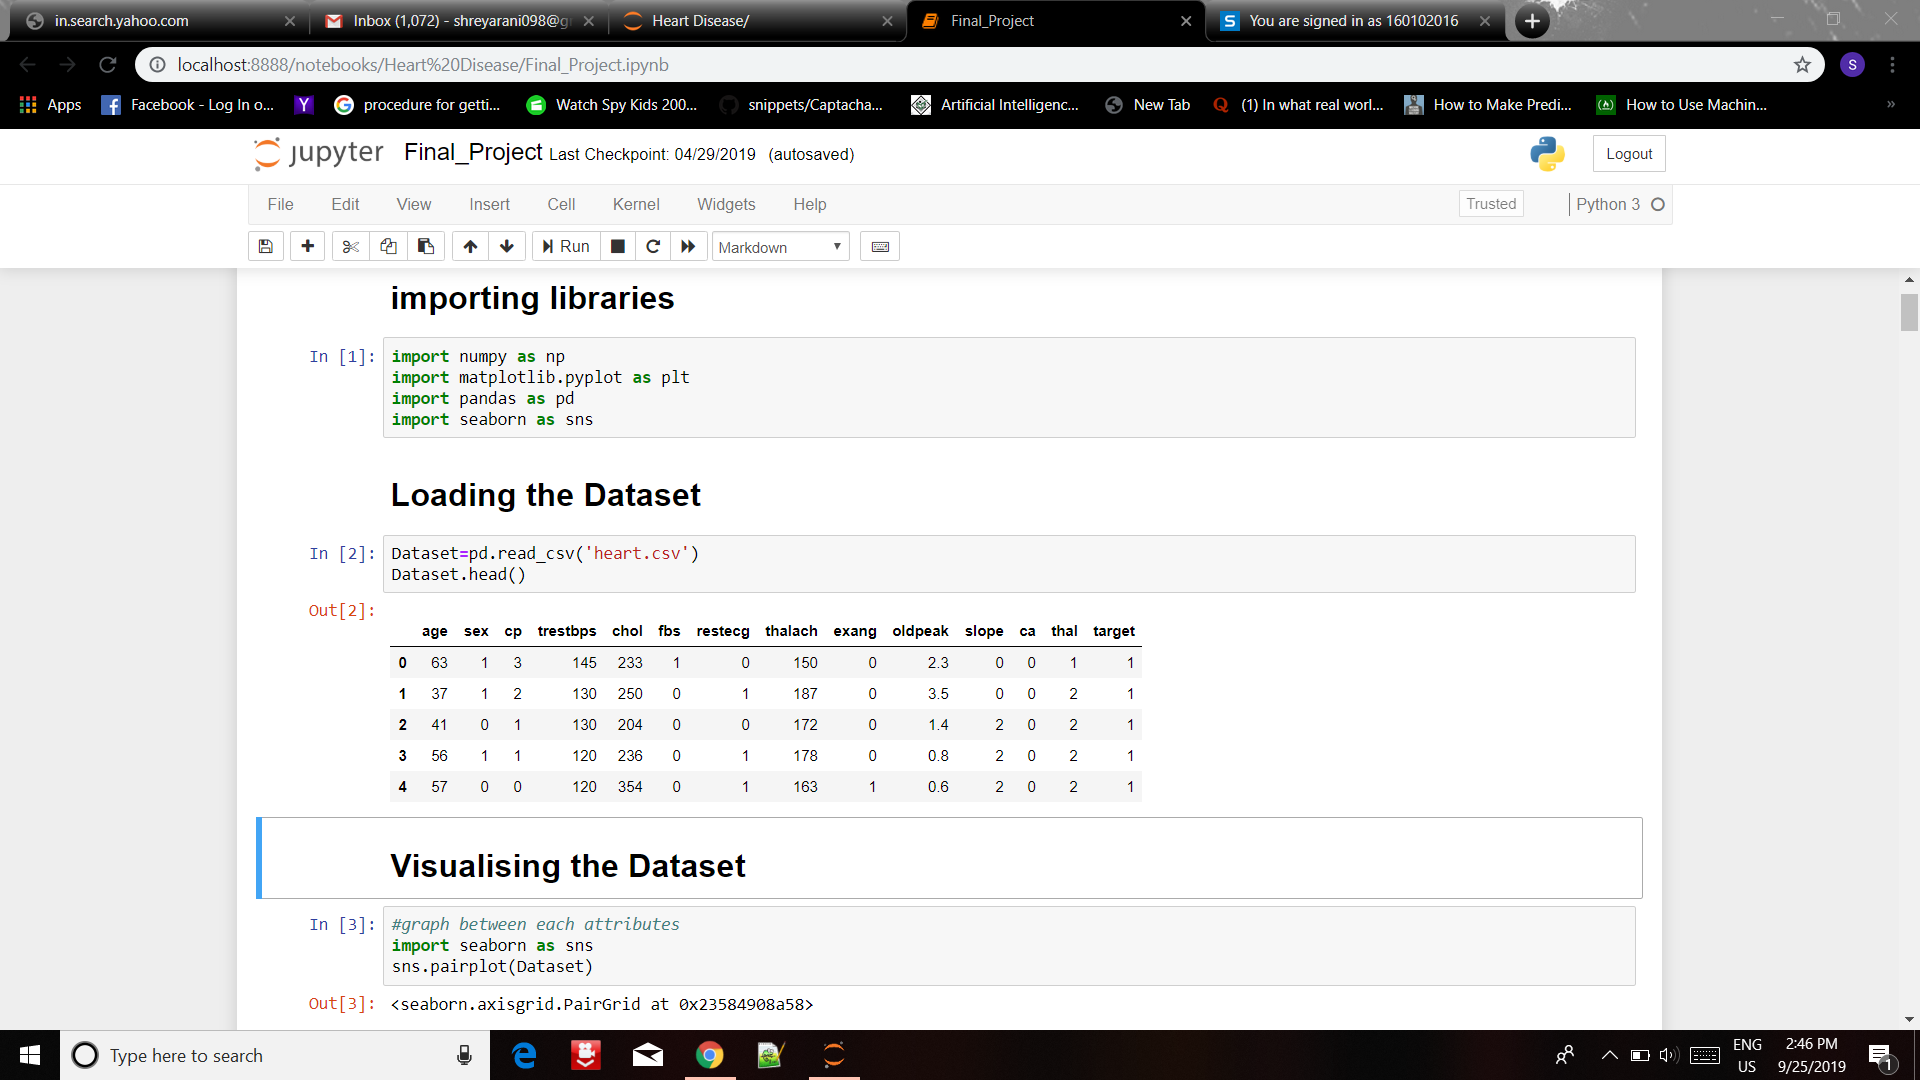 in.search.yahoo.com
Inbox (1,072) - shreyarani098@g
Heart Disease/
Final_Project
You are signed in as 160102016
localhost:8888/notebooks/Heart%20Disease/Final_Project.ipynb
S
Apps
Facebook - Log In o...
procedure for getti...
Watch Spy Kids 200...
snippets/Captacha...
Artificial Intelligenc...
New Tab
(1) In what real worl...
How to Make Predi...
How to Use Machin...
»
jupyter
Final_Project Last Checkpoint: 04/29/2019 (autosaved)
Logout
File Edit View Insert Cell Kernel Widgets Help
Trusted
Python 3
Run
Markdown
importing libraries
In [1]: import numpy as np
import matplotlib.pyplot as plt
import pandas as pd
import seaborn as sns
Loading the Dataset
In [2]: Dataset=pd.read_csv('heart.csv')
Dataset.head()
Out[2]:
age sex cp trestbps chol fbs restecg thalach exang oldpeak slope ca thal target
0 63 1 3 145 233 1 0 150 0 2.3 0 0 1 1
1 37 1 2 130 250 0 1 187 0 3.5 0 0 2 1
2 41 0 1 130 204 0 0 172 0 1.4 2 0 2 1
3 56 1 1 120 236 0 1 178 0 0.8 2 0 2 1
4 57 0 0 120 354 0 1 163 1 0.6 2 0 2 1
Visualising the Dataset
In [3]: #graph between each attributes
import seaborn as sns
sns.pairplot(Dataset)
Out[3]: <seaborn.axisgrid.PairGrid at 0x23584908a58>
Type here to search
ENG
US
2:46 PM
9/25/2019
1